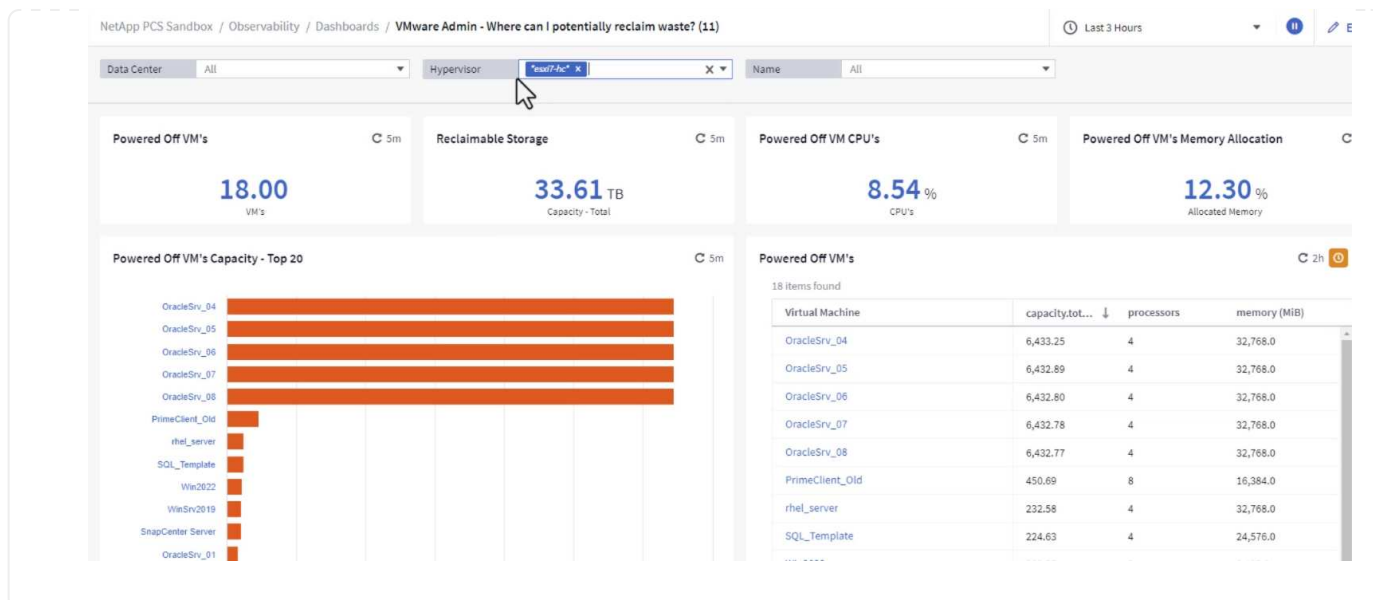 NetApp PCS Sandbox / Observability / Dashboards / VMware Admin - Where can I potentially reclaim waste? (11)
Last 3 Hours
Data Center All
Hypervisor "esxi7-hc" x X
Name All
Powered Off VM's 5m
18.00
VM's
Reclaimable Storage 5m
33.61 TB
Capacity - Total
Powered Off VM CPU's 5m
8.54 %
CPU's
Powered Off VM's Memory Allocation
12.30 %
Allocated Memory
Powered Off VM's Capacity - Top 20 5m
OracleSrv_04
OracleSrv_05
OracleSrv_06
OracleSrv_07
OracleSrv_08
PrimeClient_Old
rhel_server
SQL_Template
Win2022
WinSrv2019
SnapCenter Server
OracleSrv_01
Powered Off VM's 2h
18 items found
Virtual Machine capacity.tot... ↓ processors memory (MiB)
OracleSrv_04 6,433.25 4 32,768.0
OracleSrv_05 6,432.89 4 32,768.0
OracleSrv_06 6,432.80 4 32,768.0
OracleSrv_07 6,432.78 4 32,768.0
OracleSrv_08 6,432.77 4 32,768.0
PrimeClient_Old 450.69 8 16,384.0
rhel_server 232.58 4 32,768.0
SQL_Template 224.63 4 24,576.0